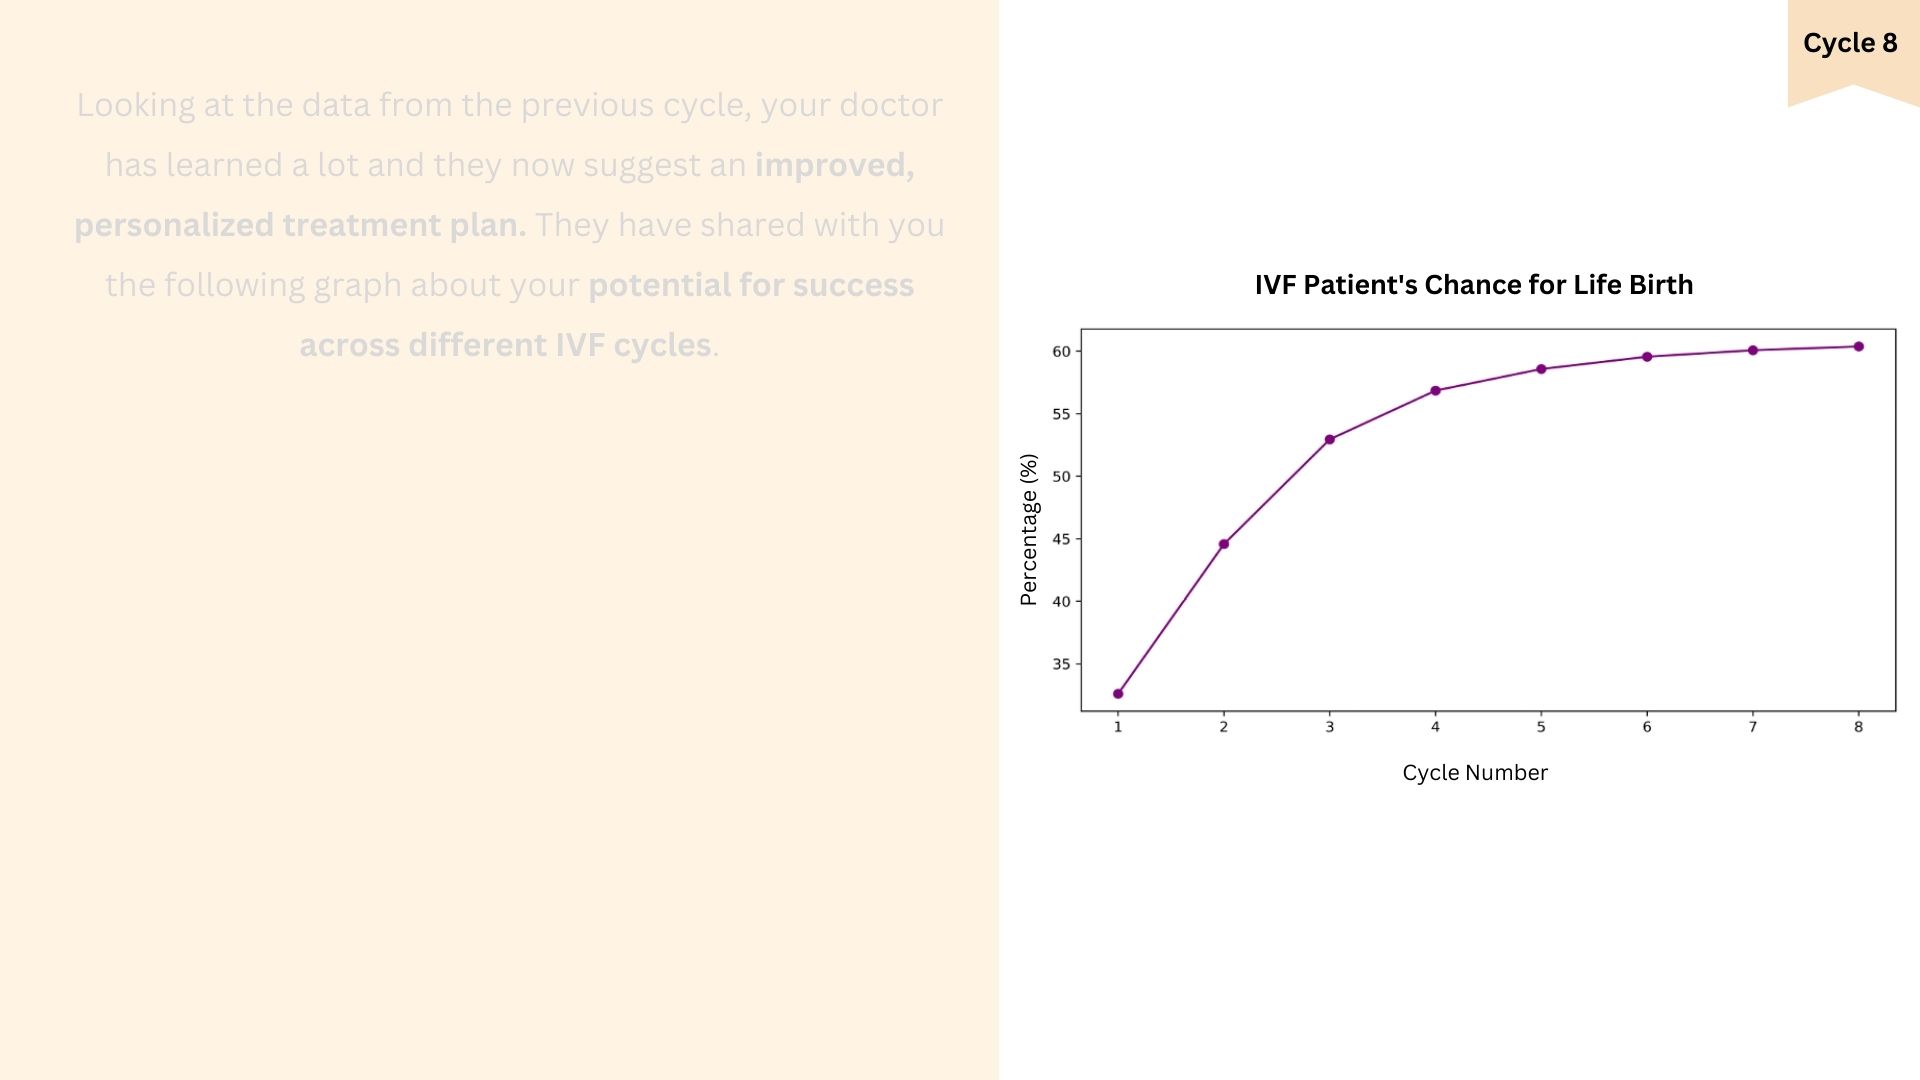 Cycle 8
Looking at the data from the previous cycle, your doctor
has learned a lot and they now suggest an improved,
personalized treatment plan. They have shared with you
the following graph about your potential for success
across different IVF cycles.
IVF Patient's Chance for Life Birth
Percentage (%)
60
55
50
45
40
35
1 2 3 4 5 6 7 8
Cycle Number